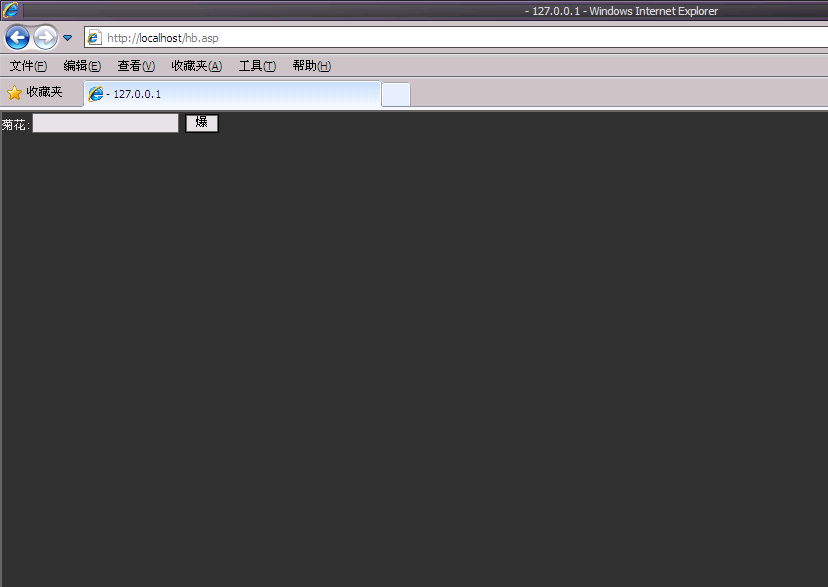 - 127.0.0.1 - Windows Internet Explorer
http://localhost/hb.asp
文件(F) 编辑(E) 查看(V) 收藏夹(A) 工具(T) 帮助(H)
收藏夹 - 127.0.0.1
菊花: 爆